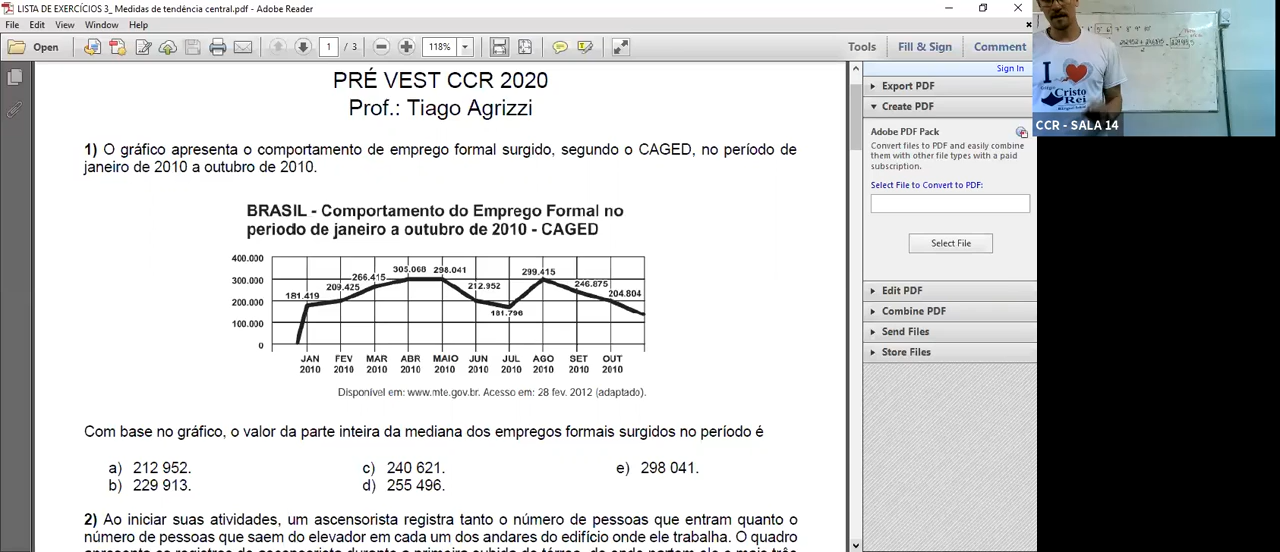 LISTA DE EXERCÍCIOS 3_ Medidas de tendência central.pdf - Adobe Reader
File Edit View Window Help
Open 1 / 3 118% Tools Fill & Sign Comment
PRÉ VEST CCR 2020
Prof.: Tiago Agrizzi
1) O gráfico apresenta o comportamento de emprego formal surgido, segundo o CAGED, no período de
janeiro de 2010 a outubro de 2010.
BRASIL - Comportamento do Emprego Formal no
periodo de janeiro a outubro de 2010 - CAGED
400.000
300.000
200.000
100.000
0
181.419 209.425 266.415 305.068 298.041 212.952 181.796 299.415 246.875 204.804
JAN FEV MAR ABR MAIO JUN JUL AGO SET OUT
2010 2010 2010 2010 2010 2010 2010 2010 2010 2010
Disponível em: www.mte.gov.br. Acesso em: 28 fev. 2012 (adaptado).
Com base no gráfico, o valor da parte inteira da mediana dos empregos formais surgidos no período é
a) 212 952. c) 240 621. e) 298 041.
b) 229 913. d) 255 496.
2) Ao iniciar suas atividades, um ascensorista registra tanto o número de pessoas que entram quanto o
número de pessoas que saem do elevador em cada um dos andares do edifício onde ele trabalha. O quadro
Sign In
Export PDF
Create PDF
Adobe PDF Pack
Convert files to PDF and easily combine
them with other file types with a paid
subscription.
Select File to Convert to PDF:
Select File
Edit PDF
Combine PDF
Send Files
Store Files
I
Cristo
Rei
CCR - SALA 14